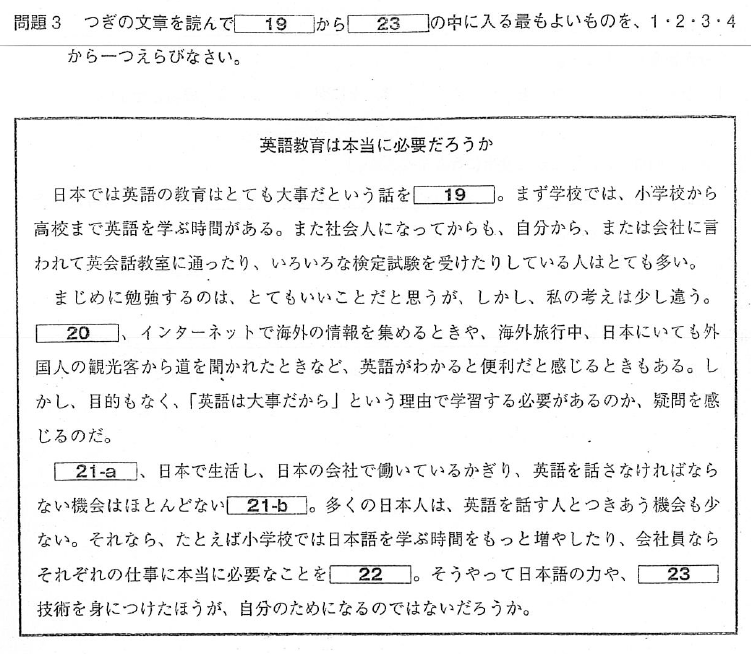 問題3　つぎの文章を読んで 19 から 23 の中に入る最もよいものを、1・2・3・4
から一つえらびなさい。
英語教育は本当に必要だろうか
日本では英語の教育はとても大事だという話を 19 。まず学校では、小学校から
高校まで英語を学ぶ時間がある。また社会人になってからも、自分から、または会社に言
われて英会話教室に通ったり、いろいろな検定試験を受けたりしている人はとても多い。
まじめに勉強するのは、とてもいいことだと思うが、しかし、私の考えは少し違う。
20 、インターネットで海外の情報を集めるときや、海外旅行中、日本にいても外
国人の観光客から道を聞かれたときなど、英語がわかると便利だと感じるときもある。し
かし、目的もなく、「英語は大事だから」という理由で学習する必要があるのか、疑問を感
じるのだ。
21-a 、日本で生活し、日本の会社で働いているかぎり、英語を話さなければなら
ない機会はほとんどない 21-b 。多くの日本人は、英語を話す人とつきあう機会も少
ない。それなら、たとえば小学校では日本語を学ぶ時間をもっと増やしたり、会社員なら
それぞれの仕事に本当に必要なことを 22 。そうやって日本語の力や、 23
技術を身につけたほうが、自分のためになるのではないだろうか。